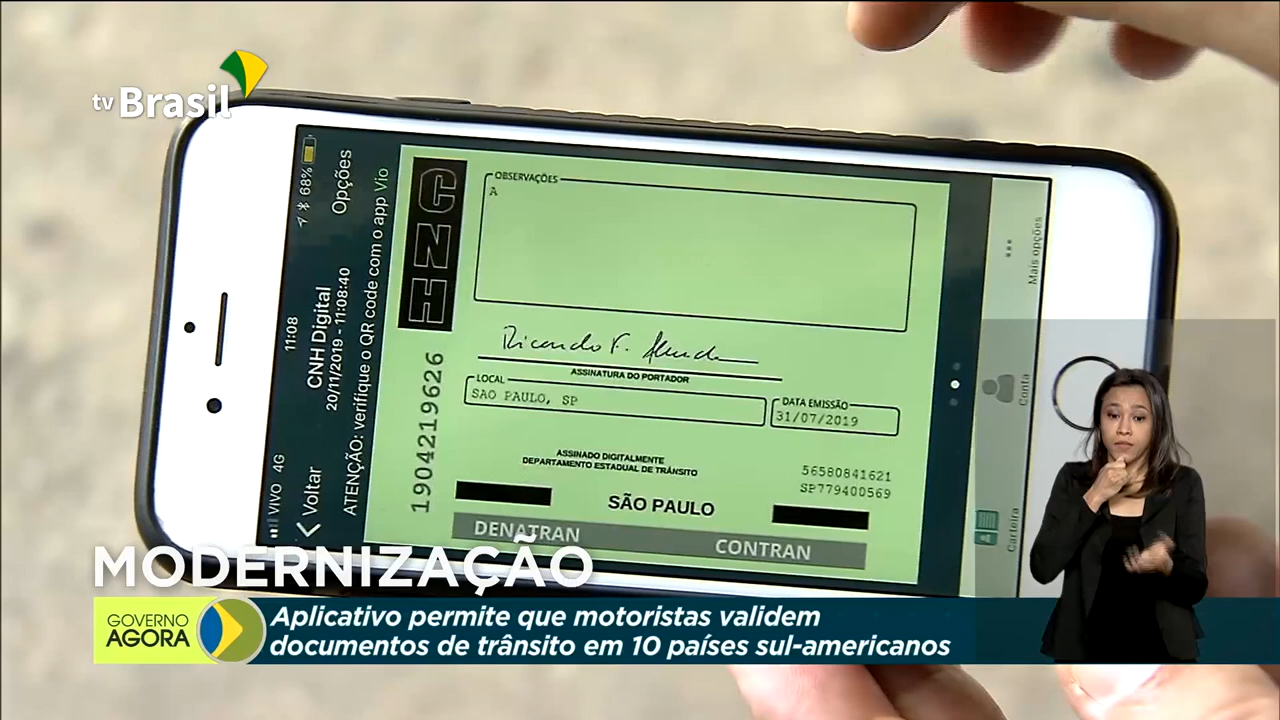 tv Brasil
VIVO 4G
11:08
68%
Voltar
CNH Digital
Opções
20/11/2019 - 11:08:40
ATENÇÃO: verifique o QR code com o app Vio
CNH
1904219626
OBSERVAÇÕES
A
Ricardo F.
ASSINATURA DO PORTADOR
LOCAL
SAO PAULO, SP
DATA EMISSÃO
31/07/2019
ASSINADO DIGITALMENTE
DEPARTAMENTO ESTADUAL DE TRÂNSITO
56580841621
SP779400569
SÃO PAULO
DENATRAN
CONTRAN
Carteira
Conta
Mais opções
MODERNIZAÇÃO
GOVERNO
AGORA
Aplicativo permite que motoristas validem
documentos de trânsito em 10 países sul-americanos